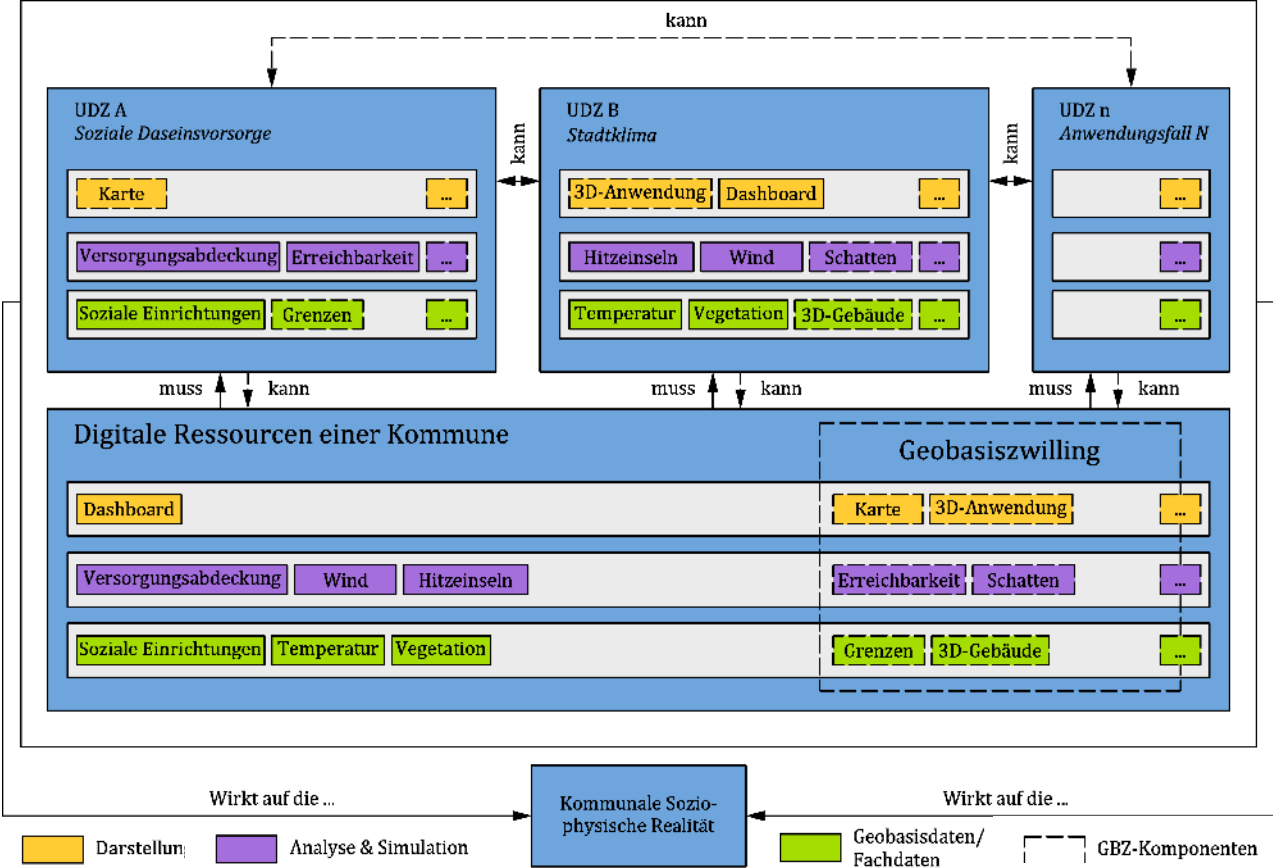 kann
UDZ A
Soziale Daseinsvorsorge
Karte
...
Versorgungsabdeckung Erreichbarkeit ...
Soziale Einrichtungen Grenzen ...
kann
UDZ B
Stadtklima
3D-Anwendung Dashboard ...
Hitzeinseln Wind Schatten ...
Temperatur Vegetation 3D-Gebäude ...
kann
UDZ n
Anwendungsfall N
...
...
...
muss kann
muss kann
muss kann
Digitale Ressourcen einer Kommune
Geobasiszwilling
Dashboard Karte 3D-Anwendung ...
Versorgungsabdeckung Wind Hitzeinseln Erreichbarkeit Schatten ...
Soziale Einrichtungen Temperatur Vegetation Grenzen 3D-Gebäude ...
Wirkt auf die ...
Kommunale Sozio-
physische Realität
Wirkt auf die ...
Darstellun
Analyse & Simulation
Geobasisdaten/
Fachdaten
GBZ-Komponenten